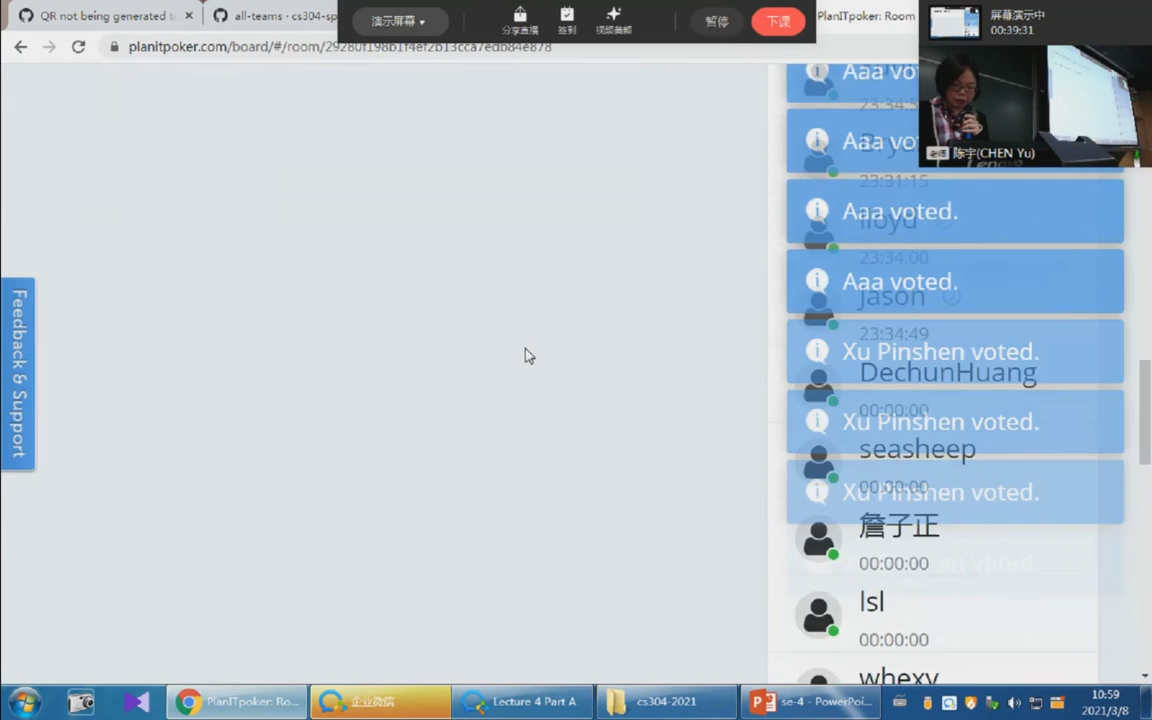 QR not being generated t
all-teams · cs304-sp
演示屏幕
分享直播
签到
视频美颜
暂停
下课
PlanITpoker: Room
屏幕演示中
00:39:31
planitpoker.com/board/#/room/29280f198b1f4ef2b13cca7edb84e878
陈宇(CHEN Yu)
Aaa vo
Aaa vo
23:31:15
Aaa voted.
lloyd
23:34:00
Aaa voted.
Jason
23:34:49
Xu Pinshen voted.
DechunHuang
00:00:00
Xu Pinshen voted.
seasheep
00:00:00
Xu Pinshen voted.
詹子正
00:00:00
lsl
00:00:00
whexy
Feedback & Support
PlanITpoker: Ro...
企业微信
Lecture 4 Part A
cs304-2021
se-4 - PowerPoi...
10:59
2021/3/8